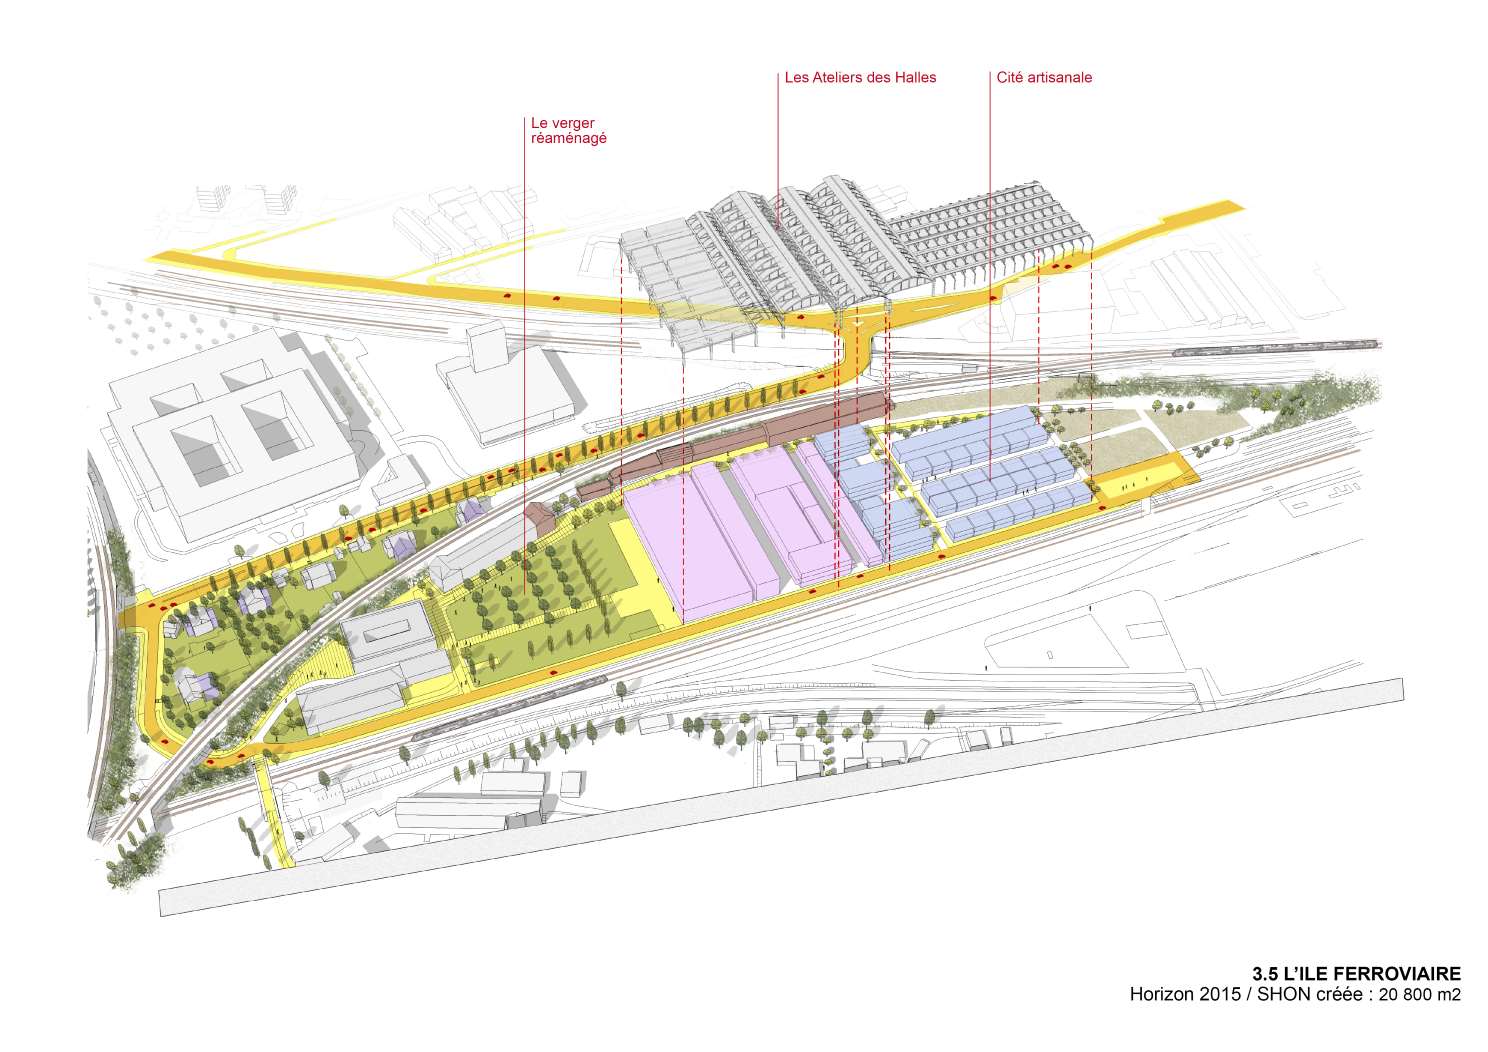 Les Ateliers des Halles
Cité artisanale
Le verger
réaménagé
3.5 L'ILE FERROVIAIRE
Horizon 2015 / SHON créée : 20 800 m2